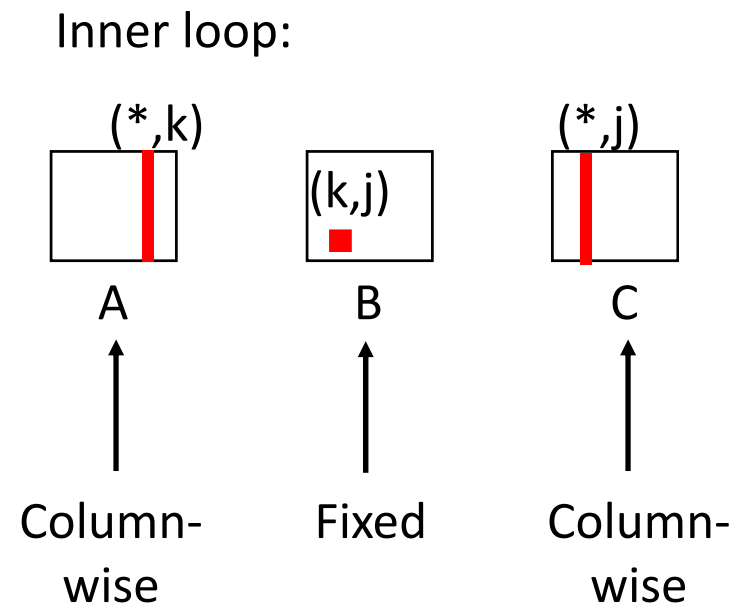 Inner loop:
(*,k)
(*,j)
(k,j)
A
B
C
Column-
wise
Fixed
Column-
wise